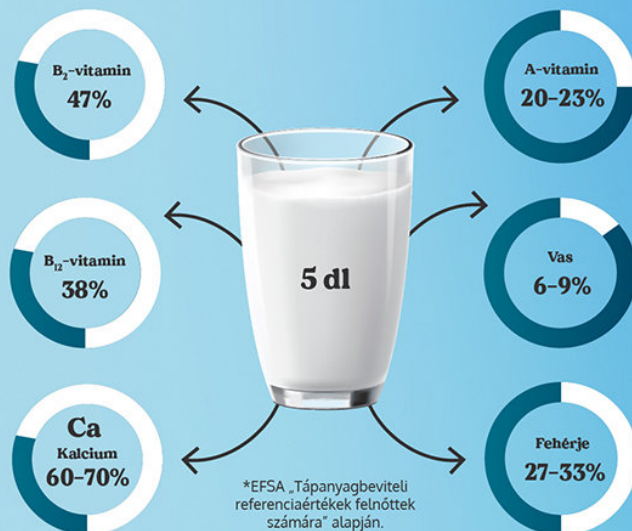 B₂-vitamin
47%
A-vitamin
20-23%
B₁₂-vitamin
38%
5 dl
Vas
6-9%
Ca
Kalcium
60-70%
Fehérje
27-33%
*EFSA „Tápanyagbeviteli
referenciaértékek felnőttek
számára” alapján.